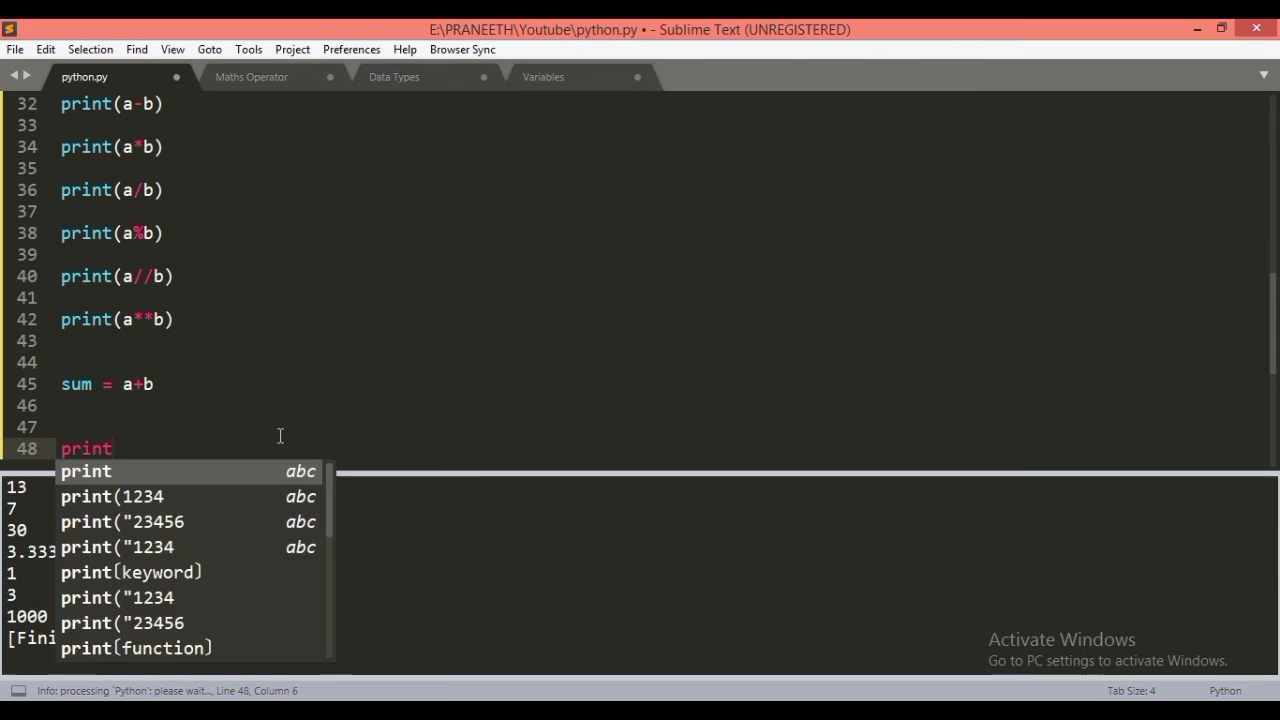 E:\PRANEETH\Youtube\python.py • - Sublime Text (UNREGISTERED)
File Edit Selection Find View Goto Tools Project Preferences Help Browser Sync
python.py Maths Operator Data Types Variables
32 print(a-b)
33
34 print(a*b)
35
36 print(a/b)
37
38 print(a%b)
39
40 print(a//b)
41
42 print(a**b)
43
44
45 sum = a+b
46
47
48 print
print abc
print(1234 abc
print("23456 abc
print("1234 abc
print(keyword)
print("1234
print("23456
print(function)
13
7
30
3.333
1
3
1000
[Fini
Activate Windows
Go to PC settings to activate Windows.
Info: processing `Python': please wait..., Line 48, Column 6 Tab Size: 4 Python